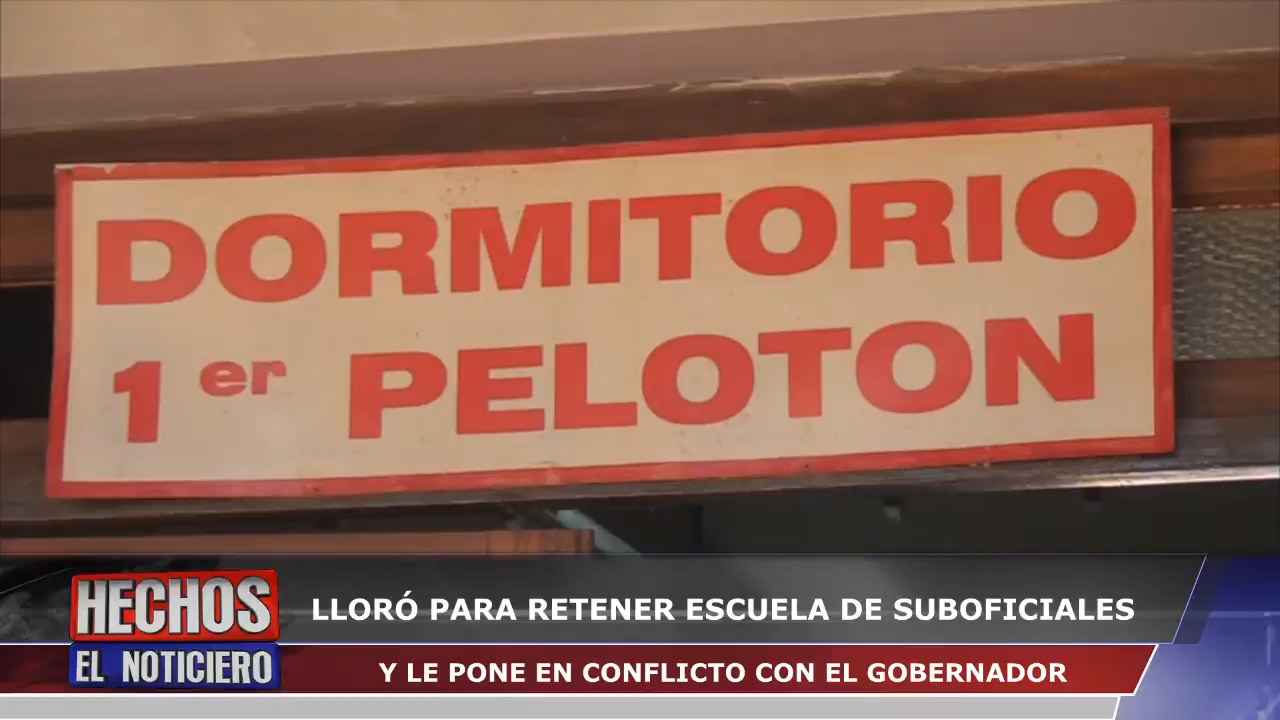 DORMITORIO
1er PELOTON
HECHOS
EL NOTICIERO
LLORÓ PARA RETENER ESCUELA DE SUBOFICIALES
Y LE PONE EN CONFLICTO CON EL GOBERNADOR